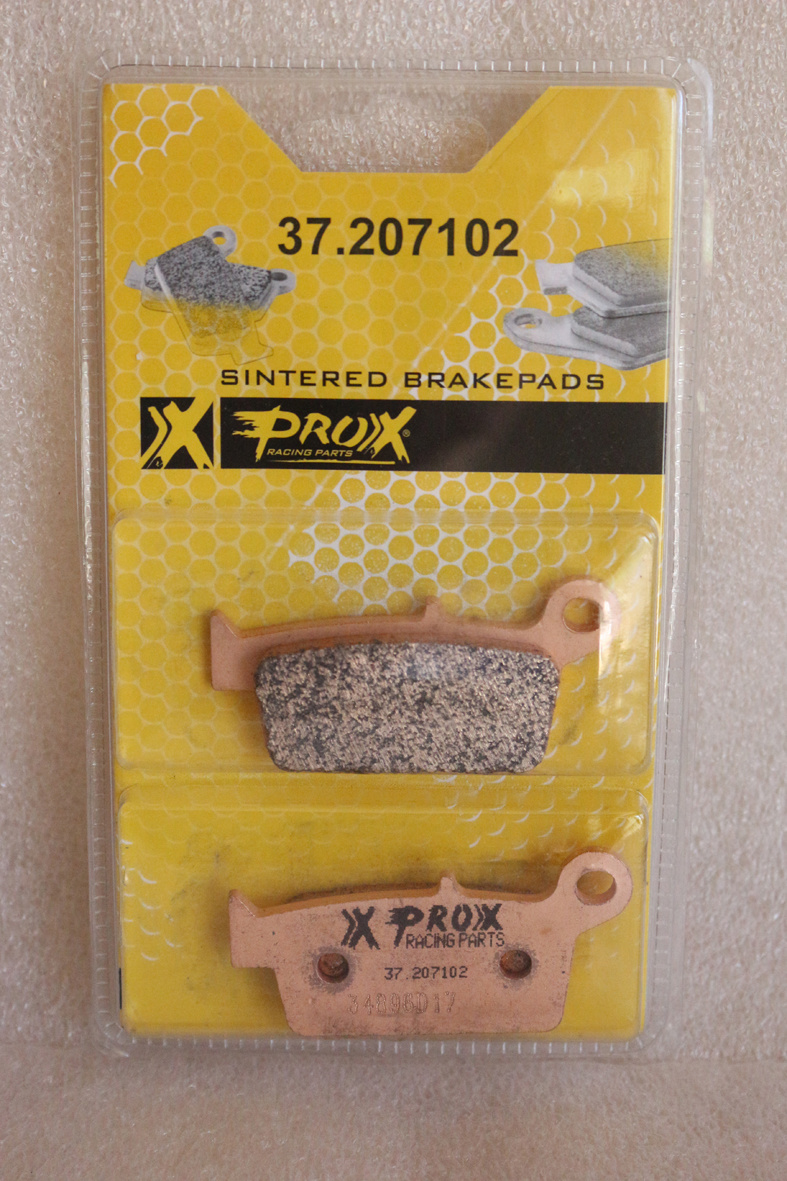 37.207102
SINTERED BRAKEPADS
X PROX®
RACING PARTS
X PROX
RACING PARTS
37.207102